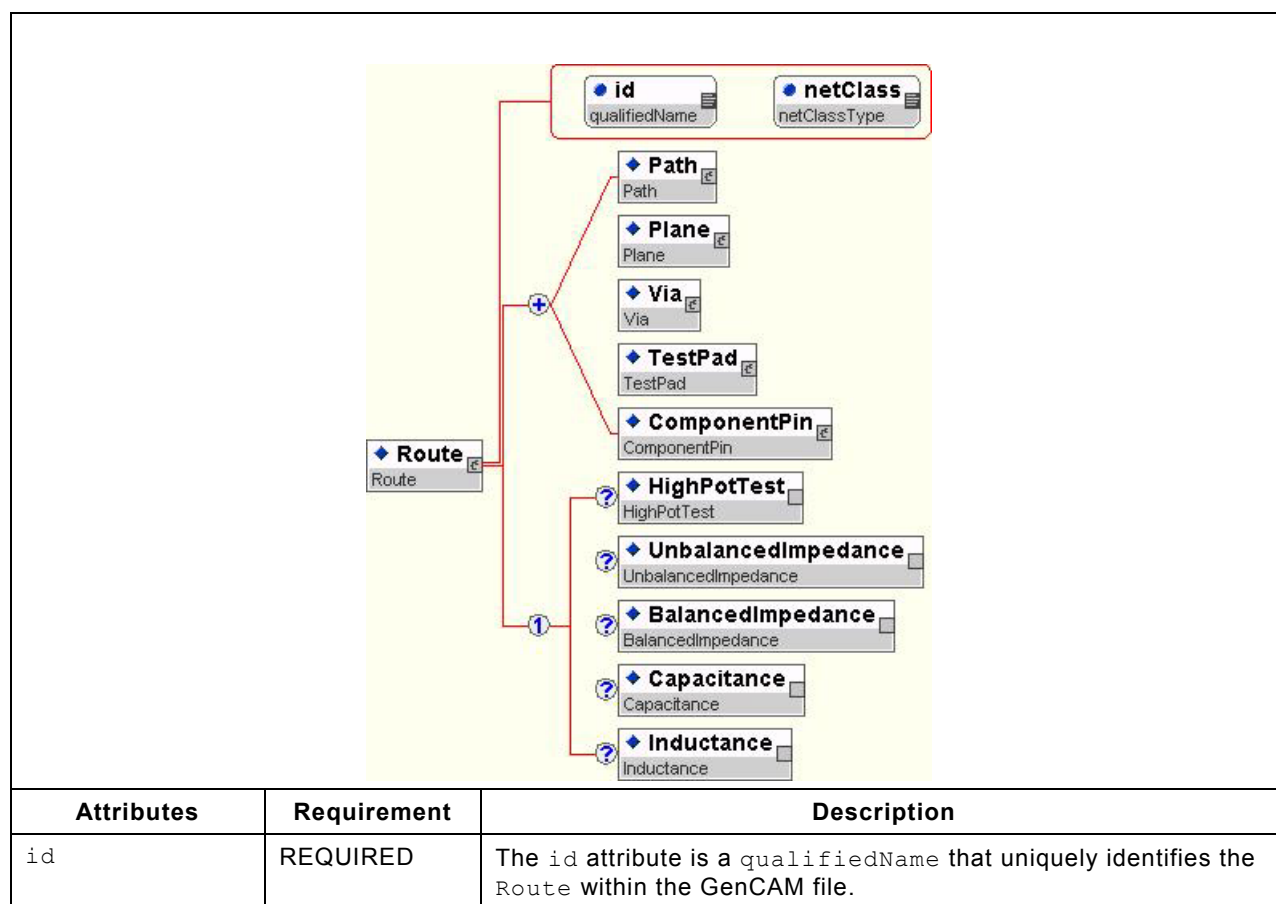 id
qualifiedName
netClass
netClassType
Path
Path
Plane
Plane
Via
Via
TestPad
TestPad
+
ComponentPin
ComponentPin
Route
Route
? HighPotTest
HighPotTest
? UnbalancedImpedance
UnbalancedImpedance
1
? BalancedImpedance
BalancedImpedance
? Capacitance
Capacitance
? Inductance
Inductance
Attributes Requirement Description
id REQUIRED The id attribute is a qualifiedName that uniquely identifies the
Route within the GenCAM file.